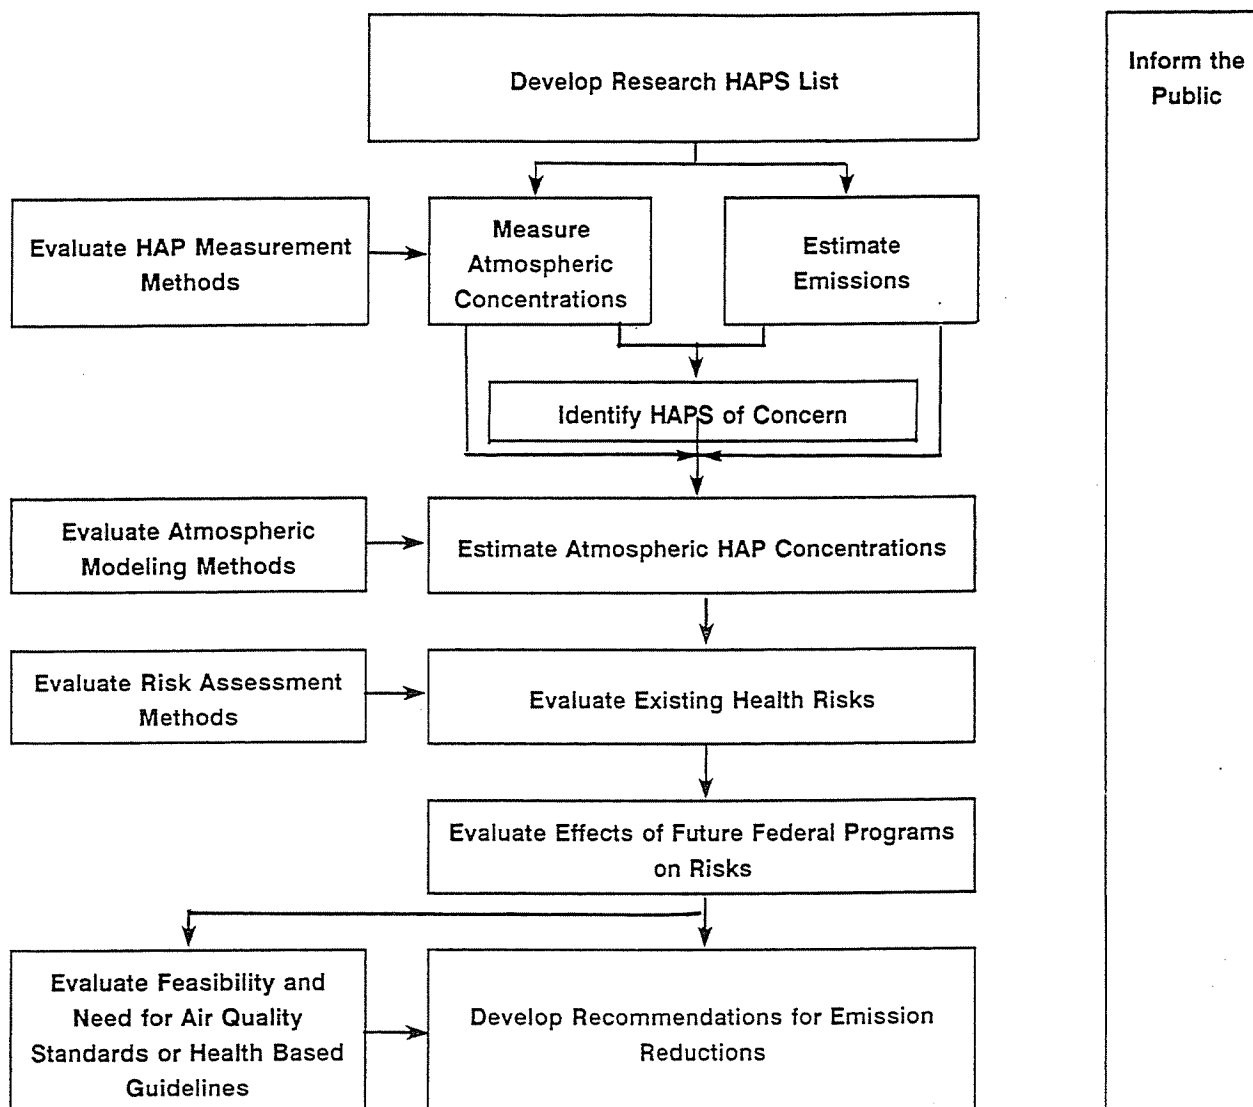 Develop Research HAPS List
Inform the
Public
Evaluate HAP Measurement
Methods
Measure
Atmospheric
Concentrations
Estimate
Emissions
Identify HAPS of Concern
Evaluate Atmospheric
Modeling Methods
Estimate Atmospheric HAP Concentrations
Evaluate Risk Assessment
Methods
Evaluate Existing Health Risks
Evaluate Effects of Future Federal Programs
on Risks
Evaluate Feasibility and
Need for Air Quality
Standards or Health Based
Guidelines
Develop Recommendations for Emission
Reductions